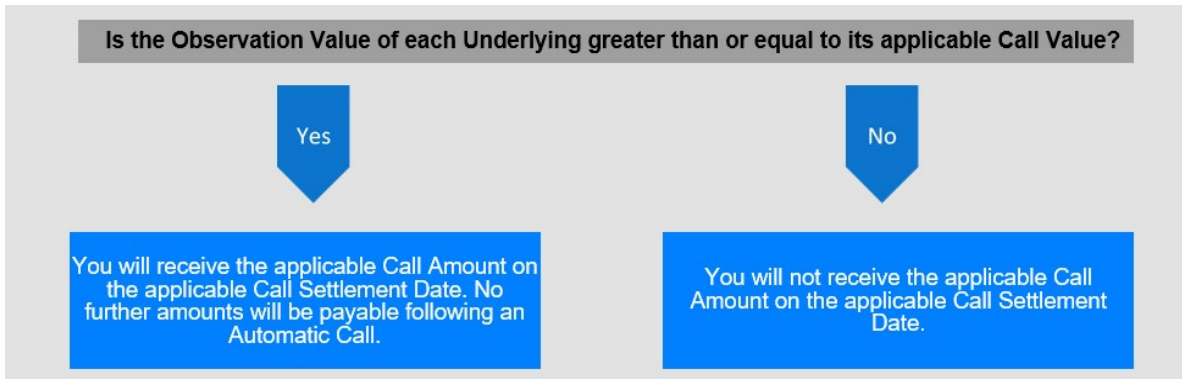 Is the Observation Value of each Underlying greater than or equal to its applicable Call Value?
Yes
No
You will receive the applicable Call Amount on
the applicable Call Settlement Date. No
further amounts will be payable following an
Automatic Call.
You will not receive the applicable Call
Amount on the applicable Call Settlement
Date.